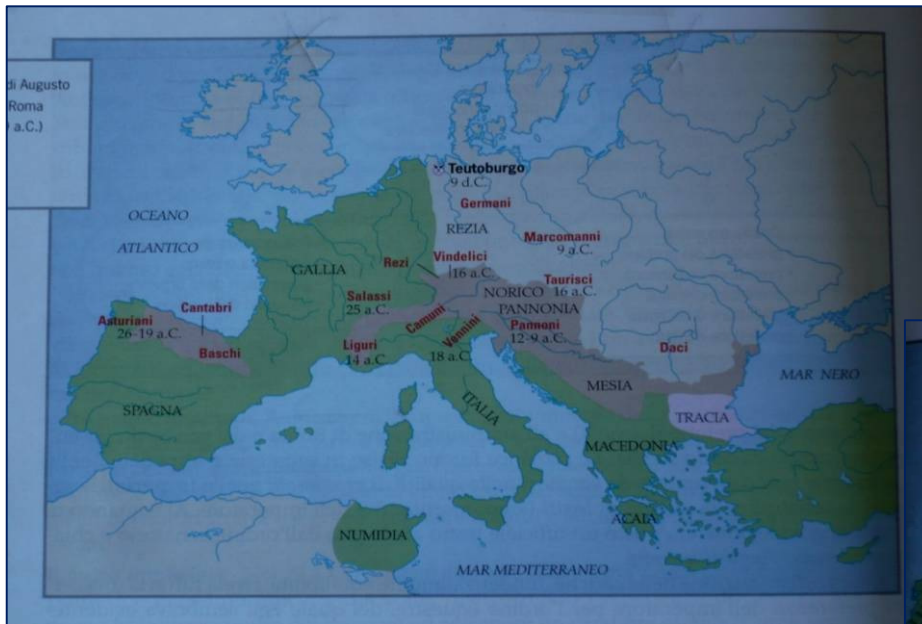 di Augusto
Roma
a.C.)
Teutoburgo
9 d.C.
Germani
OCEANO
ATLANTICO
REZIA
Marcomanni
9 a.C.
Rezi
Vindelici
16 a.C.
GALLIA
Taurisci
16 a.C.
NORICO
PANNONIA
Salassi
25 a.C.
Cantabri
Asturiani
26-19 a.C.
Baschi
Camuni
Vennini
18 a.C.
Liguri
14 a.C.
Pannoni
12-9 a.C.
Daci
MAR NERO
MESIA
SPAGNA
ITALIA
TRACIA
MACEDONIA
NUMIDIA
ACAIA
MAR MEDITERRANEO